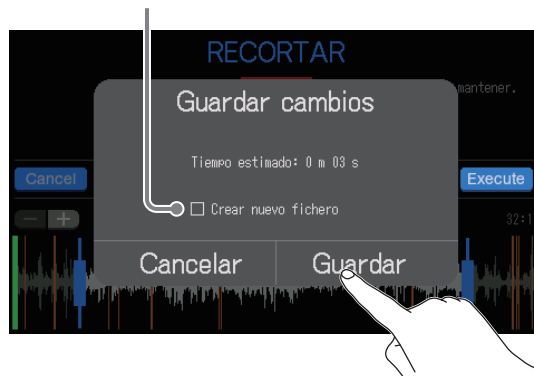 RECORTAR
mantener.
Guardar cambios
Tiempo estimado: 0 m 03 s
Cancel
Execute
Crear nuevo fichero
- +
32:1
Cancelar
Guardar